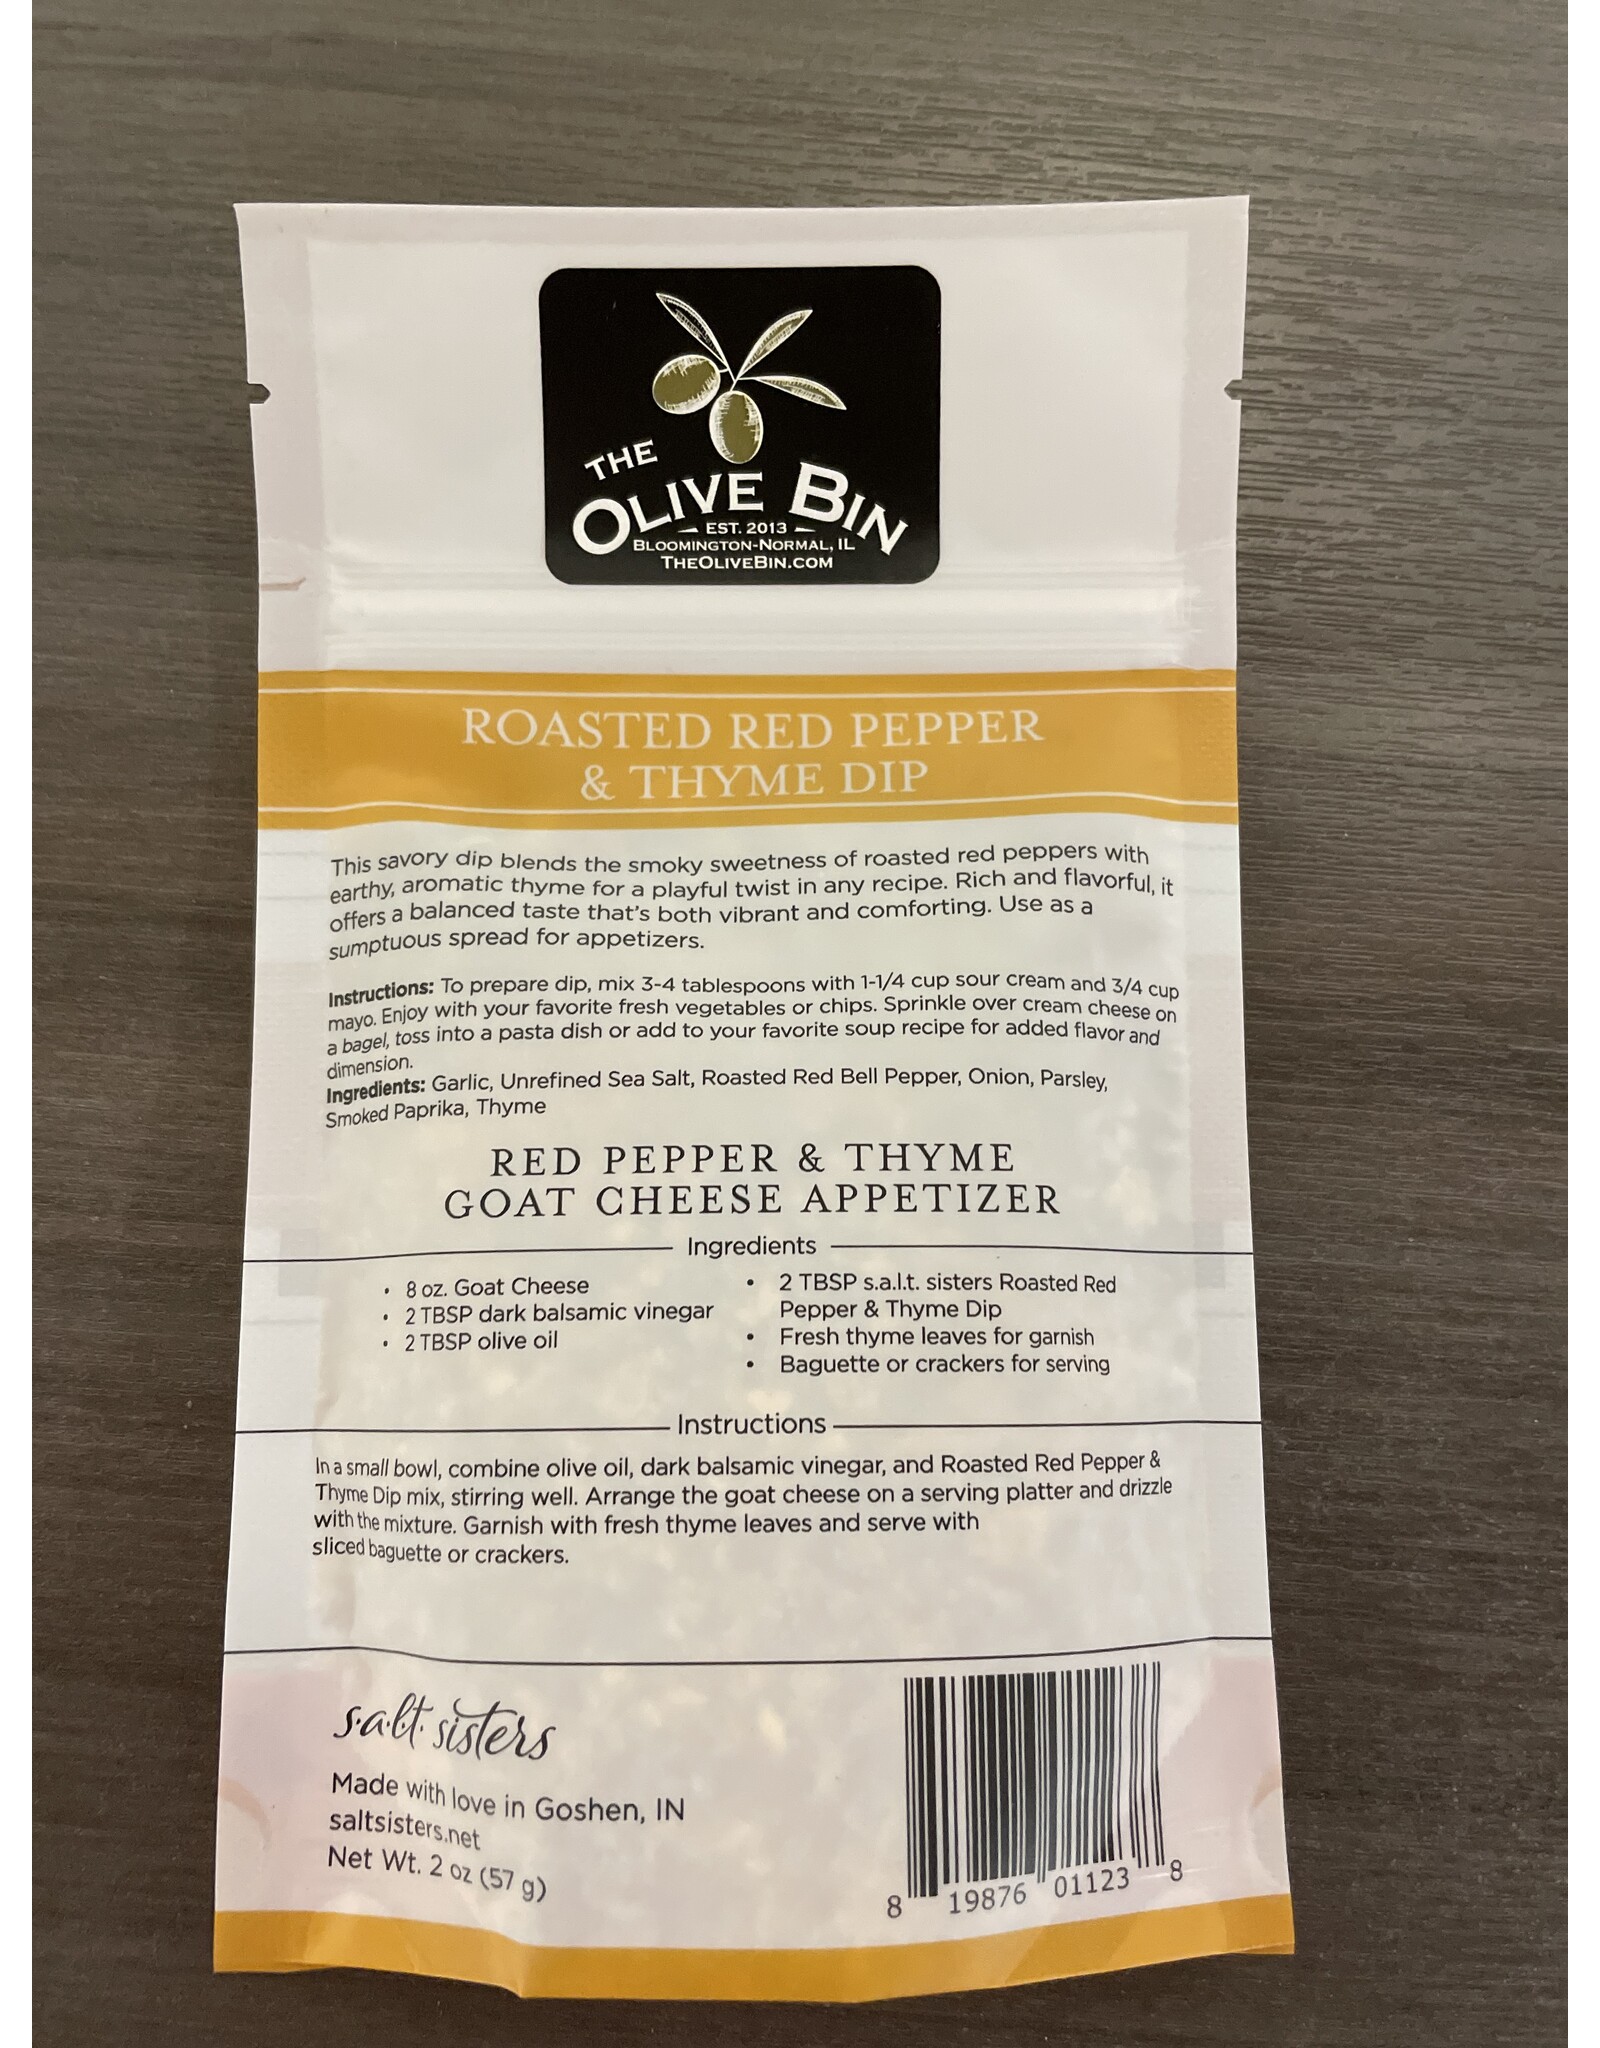 THE
OLIVE BIN
EST. 2013
BLOOMINGTON-NORMAL, IL
THEOLIVEBIN.COM
ROASTED RED PEPPER
& THYME DIP
This savory dip blends the smoky sweetness of roasted red peppers with
earthy, aromatic thyme for a playful twist in any recipe. Rich and flavorful, it
offers a balanced taste that's both vibrant and comforting. Use as a
sumptuous spread for appetizers.
Instructions: To prepare dip, mix 3-4 tablespoons with 1-1/4 cup sour cream and 3/4 cup
mayo. Enjoy with your favorite fresh vegetables or chips. Sprinkle over cream cheese on
a bagel, toss into a pasta dish or add to your favorite soup recipe for added flavor and
dimension.
Ingredients: Garlic, Unrefined Sea Salt, Roasted Red Bell Pepper, Onion, Parsley,
Smoked Paprika, Thyme
RED PEPPER & THYME
GOAT CHEESE APPETIZER
Ingredients
• 8 oz. Goat Cheese
• 2 TBSP dark balsamic vinegar
• 2 TBSP olive oil
• 2 TBSP s.a.l.t. sisters Roasted Red
Pepper & Thyme Dip
• Fresh thyme leaves for garnish
• Baguette or crackers for serving
Instructions
In a small bowl, combine olive oil, dark balsamic vinegar, and Roasted Red Pepper &
Thyme Dip mix, stirring well. Arrange the goat cheese on a serving platter and drizzle
with the mixture. Garnish with fresh thyme leaves and serve with
sliced baguette or crackers.
s.a.l.t. sisters
Made with love in Goshen, IN
saltsisters.net
Net Wt. 2 oz (57 g)
8 19876 01123 8